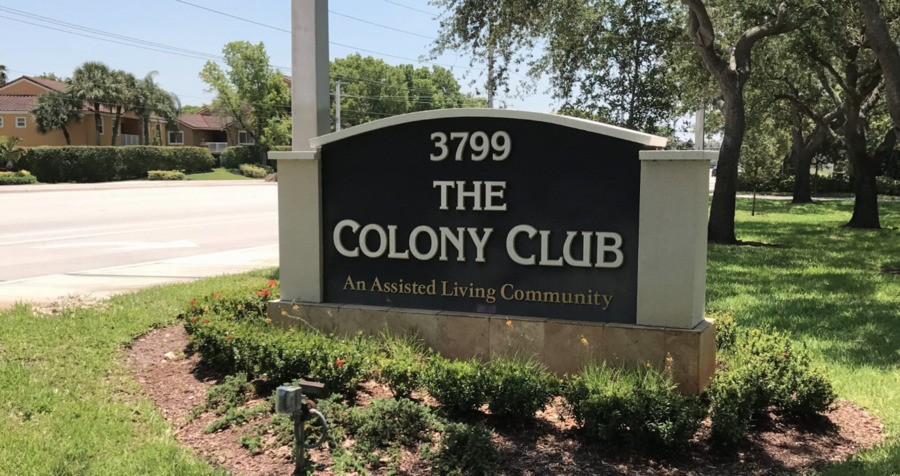 3799
THE
COLONY CLUB
An Assisted Living Community